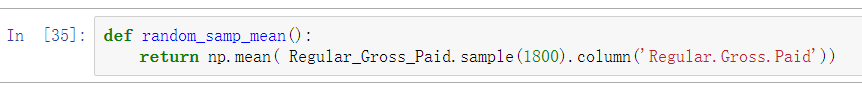 In [35]: def random_samp_mean():
    return np.mean( Regular_Gross_Paid.sample(1800).column('Regular.Gross.Paid'))